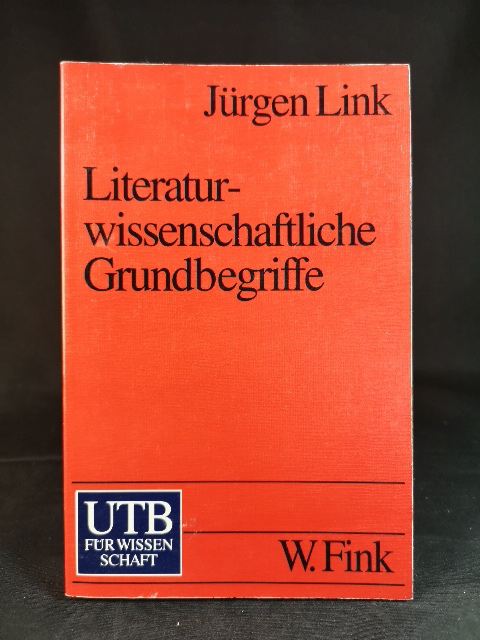 Jürgen Link
Literatur-
wissenschaftliche
Grundbegriffe
UTB
FÜR WISSEN
SCHAFT
W. Fink